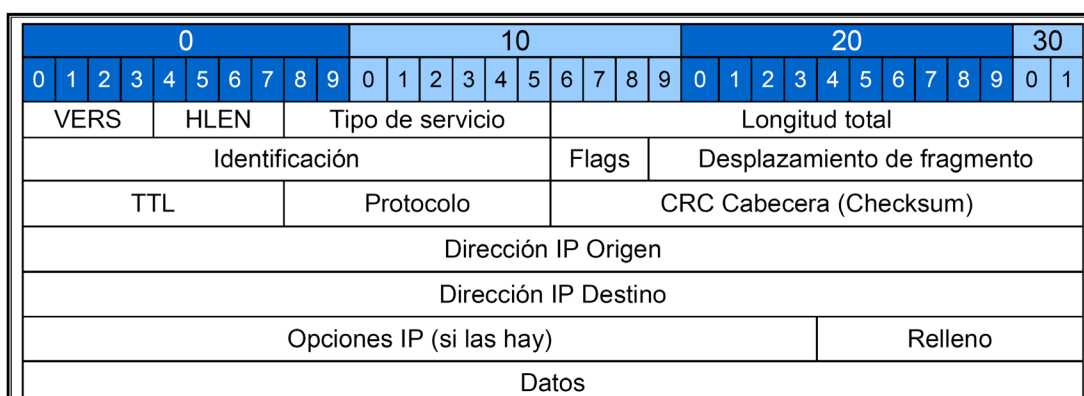 0 10 20 30
0 1 2 3 4 5 6 7 8 9 0 1 2 3 4 5 6 7 8 9 0 1 2 3 4 5 6 7 8 9 0 1
VERS HLEN Tipo de servicio Longitud total
Identificación Flags Desplazamiento de fragmento
TTL Protocolo CRC Cabecera (Checksum)
Dirección IP Origen
Dirección IP Destino
Opciones IP (si las hay) Relleno
Datos